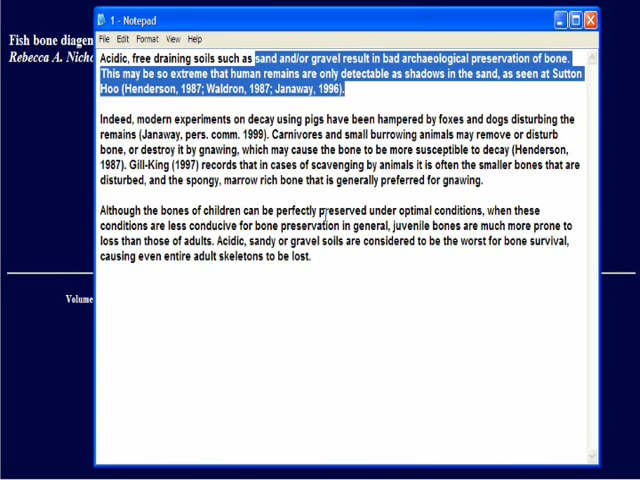 1 - Notepad
File Edit Format View Help
Fish bone diagen
Rebecca A. Nicho
Acidic, free draining soils such as sand and/or gravel result in bad archaeological preservation of bone.
This may be so extreme that human remains are only detectable as shadows in the sand, as seen at Sutton
Hoo (Henderson, 1987; Waldron, 1987; Janaway, 1996).
Indeed, modern experiments on decay using pigs have been hampered by foxes and dogs disturbing the
remains (Janaway, pers. comm. 1999). Carnivores and small burrowing animals may remove or disturb
bone, or destroy it by gnawing, which may cause the bone to be more susceptible to decay (Henderson,
1987). Gill-King (1997) records that in cases of scavenging by animals it is often the smaller bones that are
disturbed, and the spongy, marrow rich bone that is generally preferred for gnawing.
Although the bones of children can be perfectly preserved under optimal conditions, when these
conditions are less conducive for bone preservation in general, juvenile bones are much more prone to
loss than those of adults. Acidic, sandy or gravel soils are considered to be the worst for bone survival,
causing even entire adult skeletons to be lost.
Volume